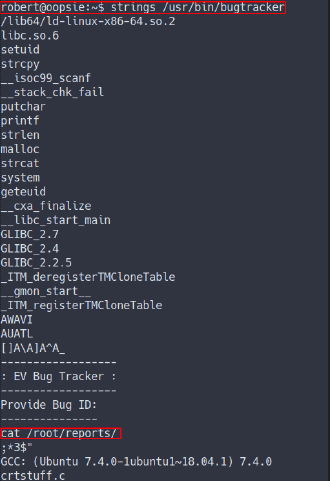 robert@oopsie:~$ strings /usr/bin/bugtracker
/lib64/ld-linux-x86-64.so.2
libc.so.6
setuid
strcpy
__isoc99_scanf
__stack_chk_fail
putchar
printf
strlen
malloc
strcat
system
geteuid
__cxa_finalize
__libc_start_main
GLIBC_2.7
GLIBC_2.4
GLIBC_2.2.5
_ITM_deregisterTMCloneTable
__gmon_start__
_ITM_registerTMCloneTable
AWAVI
AUATL
[]A\A]A^A_
------------------
: EV Bug Tracker :
------------------
Provide Bug ID:
---------------
cat /root/reports/
;*3$"
GCC: (Ubuntu 7.4.0-1ubuntu1~18.04.1) 7.4.0
crtstuff.c